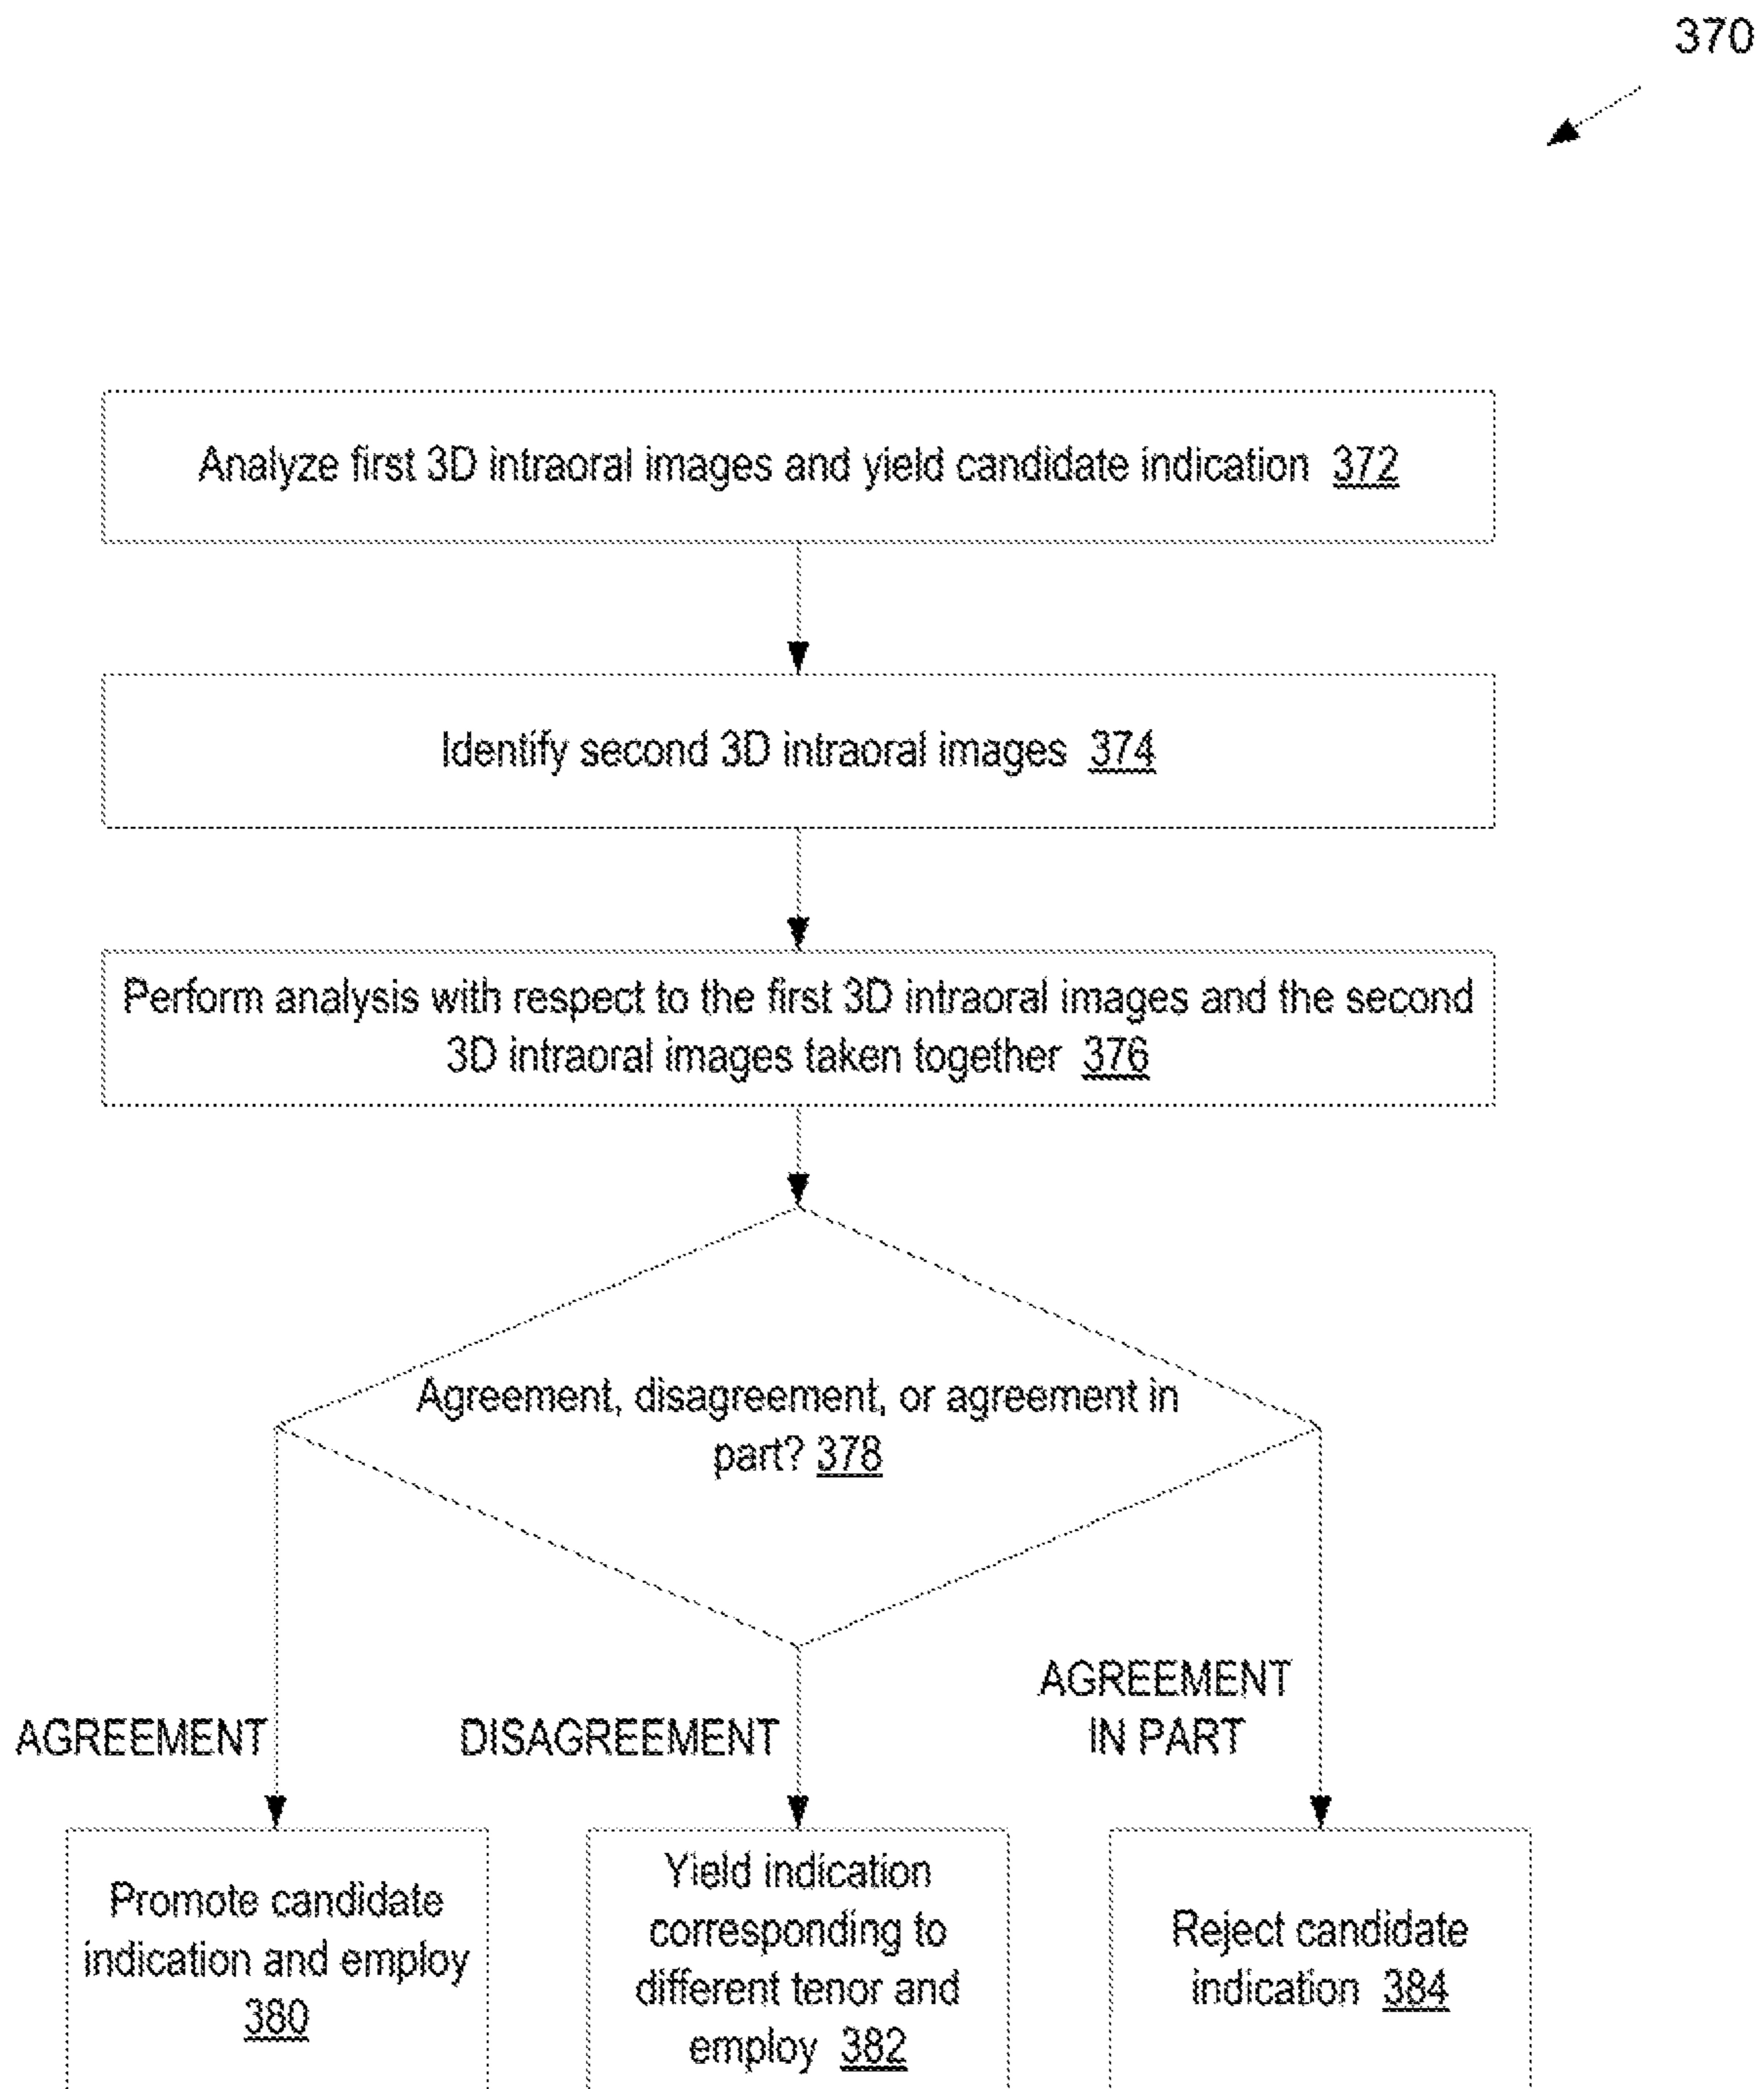 370
Analyze first 3D intraoral images and yield candidate indication 372
Identify second 3D intraoral images 374
Perform analysis with respect to the first 3D intraoral images and the second
3D intraoral images taken together 376
Agreement, disagreement, or agreement in
part? 378
AGREEMENT
DISAGREEMENT
AGREEMENT
IN PART
Promote candidate
indication and employ
380
Yield indication
corresponding to
different tenor and
employ 382
Reject candidate
indication 384